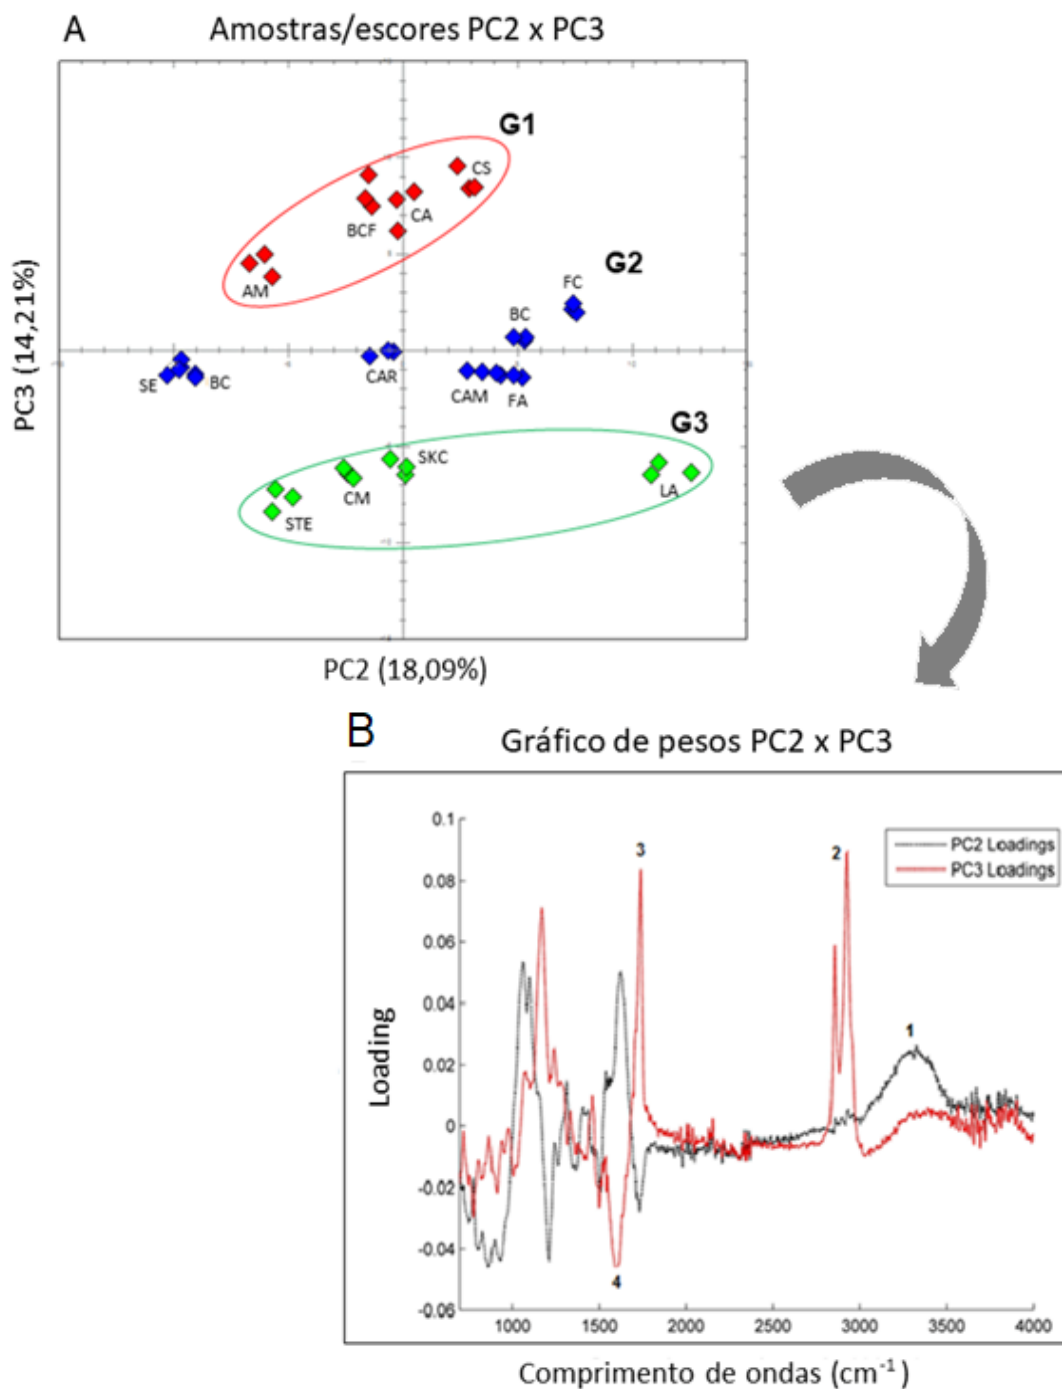 A
Amostras/escores PC2 x PC3
G1
CS
CA
BCF
AM
G2
FC
BC
CAR
SE
BC
CAM
FA
G3
SKC
CM
LA
STE
PC3 (14,21%)
PC2 (18,09%)
B
Gráfico de pesos PC2 x PC3
0.1
0.08
0.06
0.04
0.02
0
-0.02
-0.04
-0.06
3
2
1
4
PC2 Loadings
PC3 Loadings
Loading
1000 1500 2000 2500 3000 3500 4000
Comprimento de ondas (cm⁻¹)